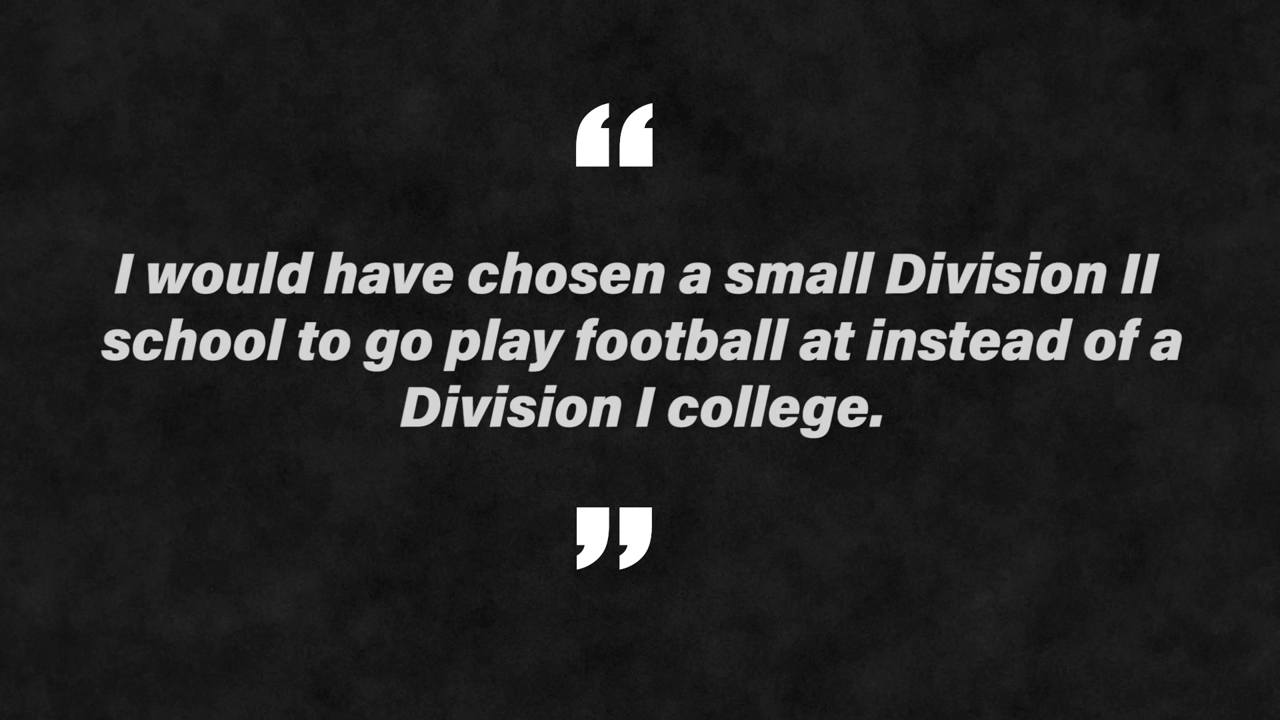 “
I would have chosen a small Division II
school to go play football at instead of a
Division I college.
”